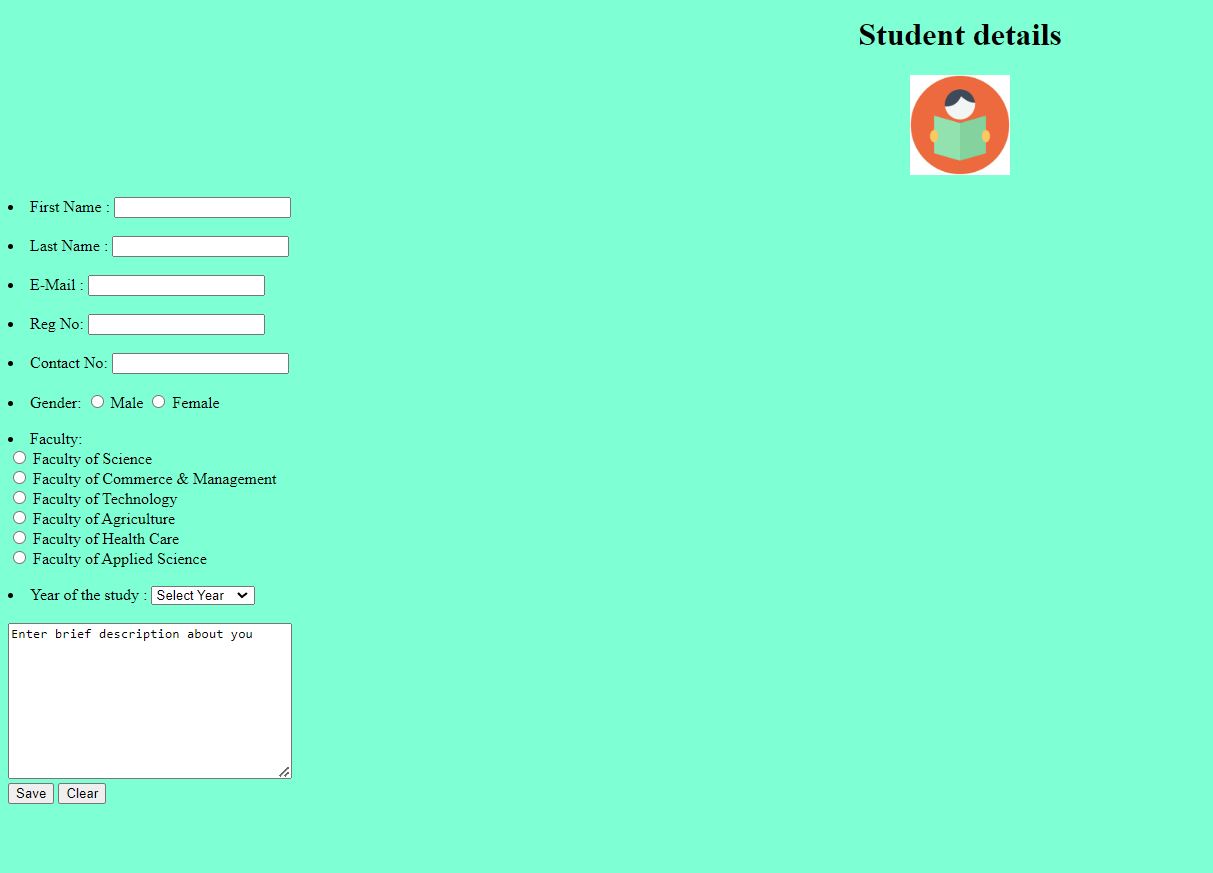 Student details
First Name :
Last Name :
E-Mail :
Reg No:
Contact No:
Gender: Male Female
Faculty:
Faculty of Science
Faculty of Commerce & Management
Faculty of Technology
Faculty of Agriculture
Faculty of Health Care
Faculty of Applied Science
Year of the study : Select Year
Enter brief description about you
Save Clear